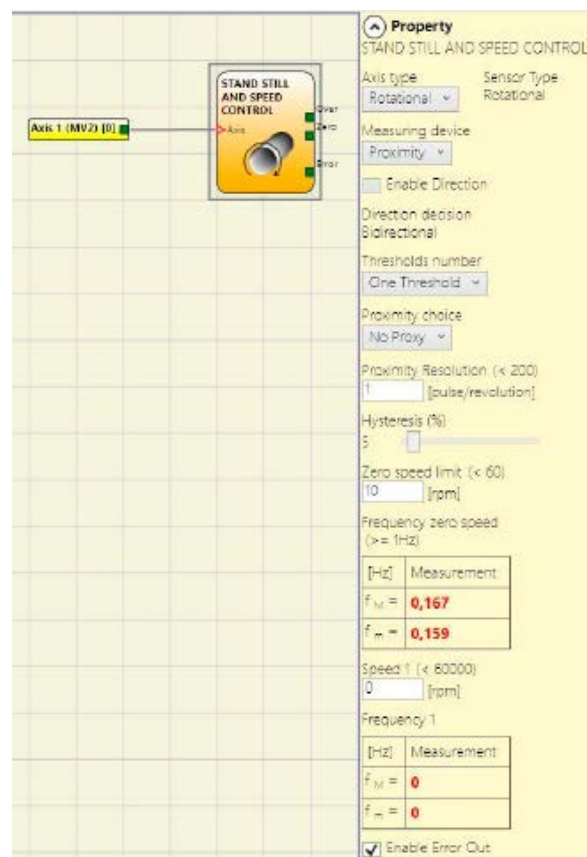 Property
STAND STILL AND SPEED CONTROL
Axis type Sensor Type
Rotational Rotational
Measuring device
Proximity
Enable Direction
Direction decision
Bidirectional
Thresholds number
One Threshold
Proximity choice
No Proxy
Proximity Resolution (< 200)
1 [pulse/revolution]
Hysteresis (%)
5
Zero speed limit (< 60)
10 [rpm]
Frequency zero speed
(>= 1Hz)
[Hz] Measurement
f M = 0,167
f m = 0,159
Speed 1 (< 60000)
0 [rpm]
Frequency 1
[Hz] Measurement
f M = 0
f m = 0
Enable Error Out
Axis 1 (MV2) [0]
STAND STILL
AND SPEED
CONTROL
Axis
Over
Zero
Error